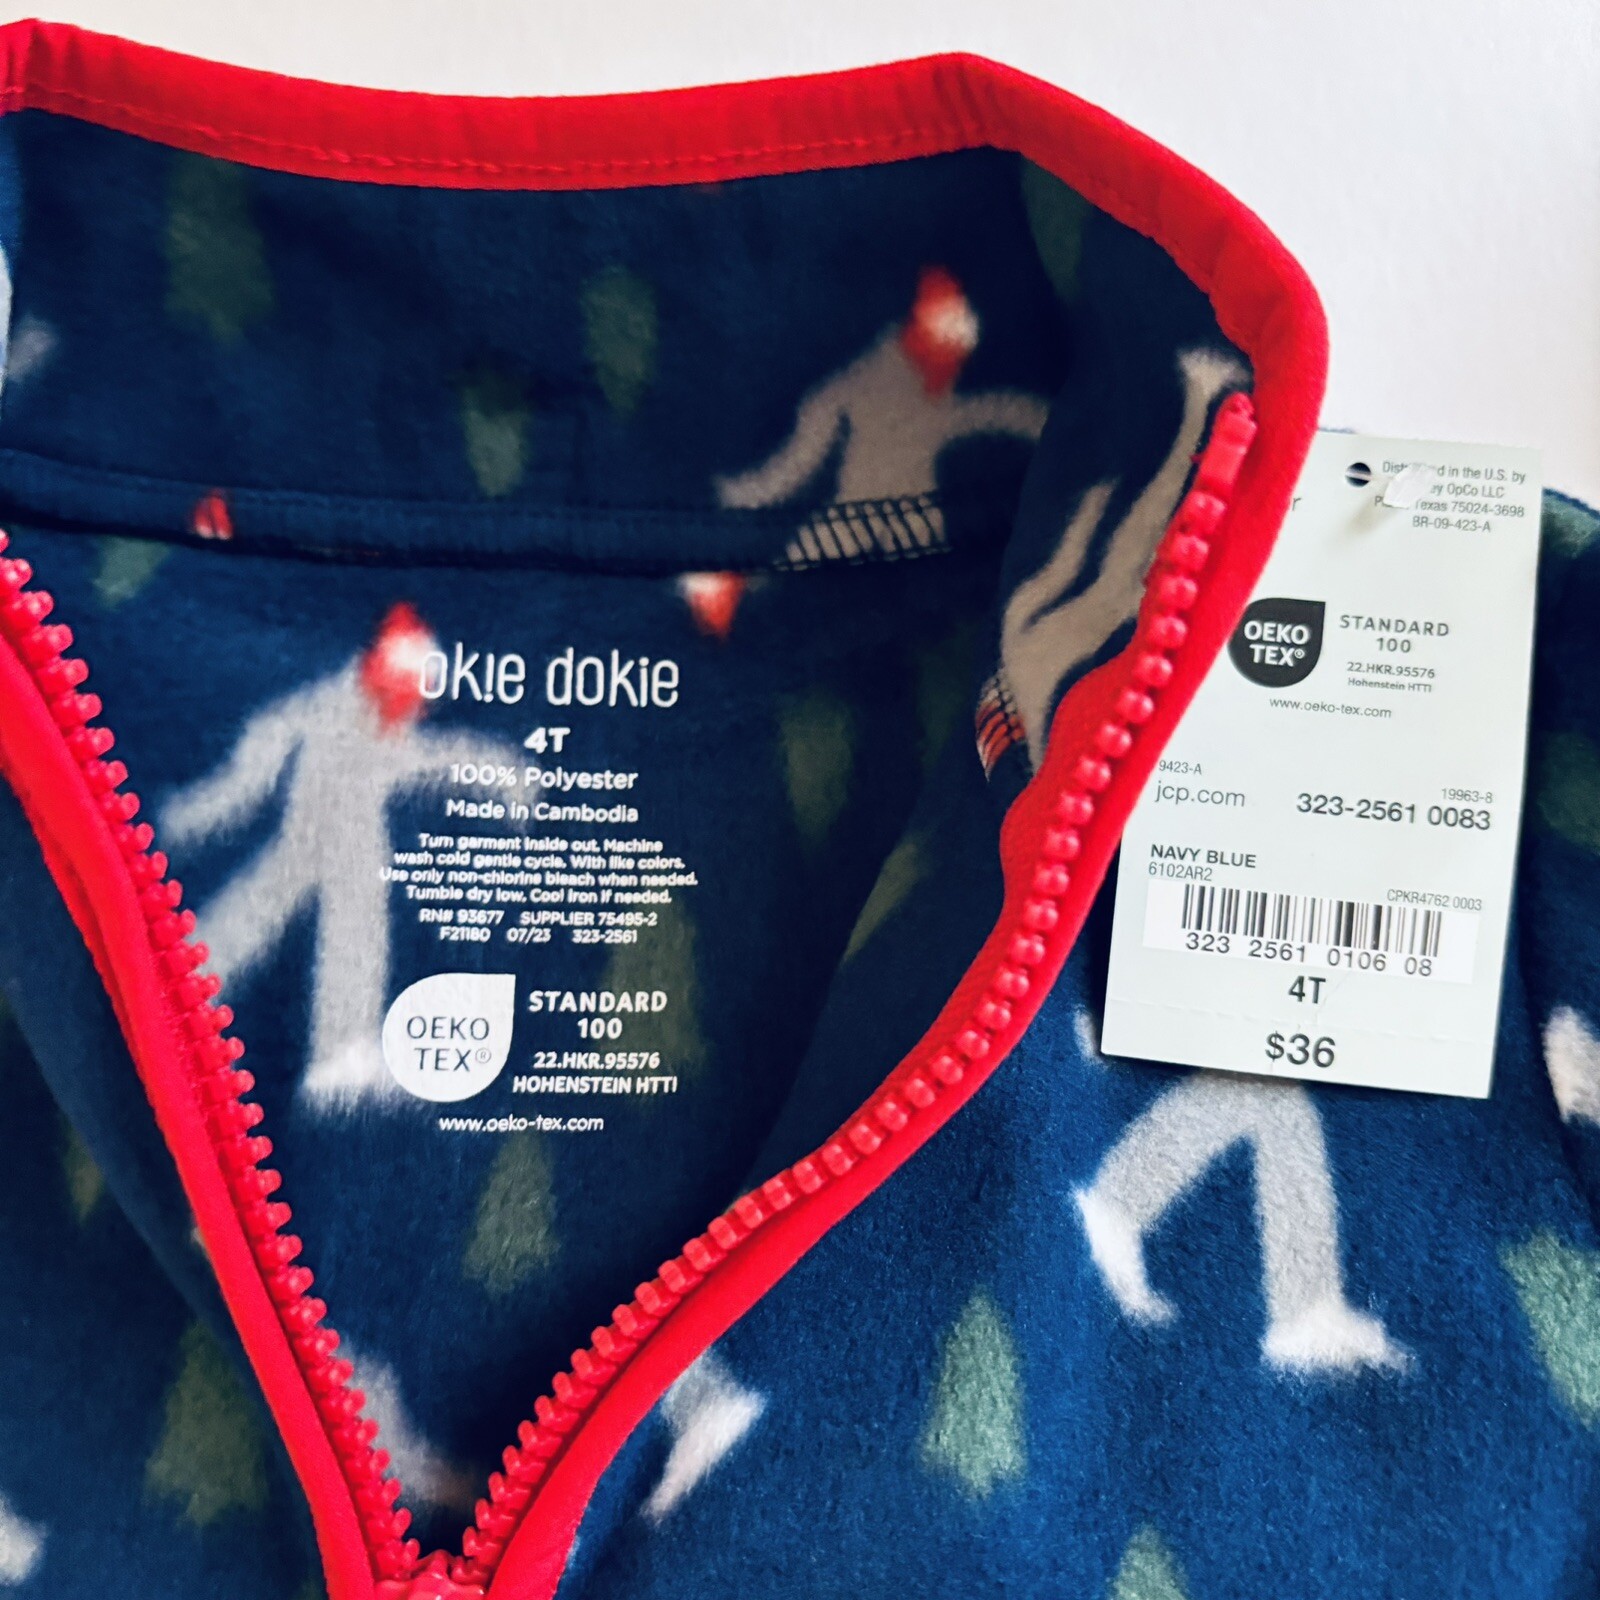 okie dokie
4T
100% Polyester
Made in Cambodia
Turn garment inside out. Machine
wash cold gentle cycle. With like colors.
Use only non-chlorine bleach when needed.
Tumble dry low. Cool iron if needed.
RN# 93677 SUPPLIER 75495-2
F21180 07/23 323-2561
OEKO
TEX®
STANDARD
100
22.HKR.95576
HOHENSTEIN HTTI
www.oeko-tex.com
in the U.S. by
OpCo LLC
Texas 75024-3698
BR-09-423-A
OEKO
TEX®
STANDARD
100
22.HKR.95576
Hohenstein HTTI
www.oeko-tex.com
9423-A
jcp.com
19963-8
323-2561 0083
NAVY BLUE
6102AR2
CPKR4762 0003
323 2561 0106 08
4T
$36